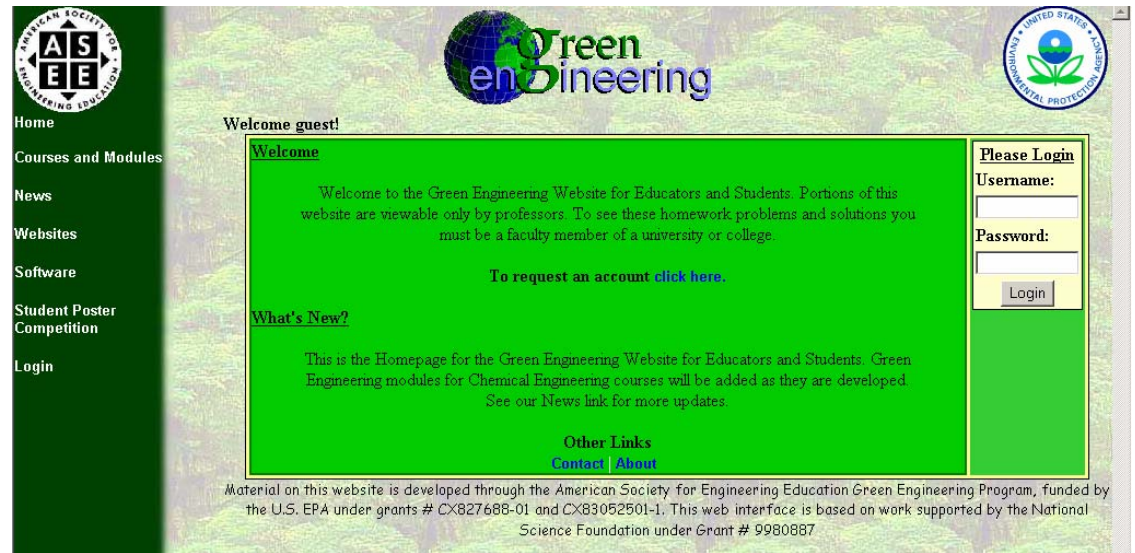 AMERICAN SOCIETY FOR ENGINEERING EDUCATION
AS
EE
green
engineering
UNITED STATES
ENVIRONMENTAL PROTECTION
AGENCY
Home
Courses and Modules
News
Websites
Software
Student Poster
Competition
Login
Welcome guest!
Welcome
Welcome to the Green Engineering Website for Educators and Students. Portions of this
website are viewable only by professors. To see these homework problems and solutions you
must be a faculty member of a university or college.
To request an account click here.
What's New?
This is the Homepage for the Green Engineering Website for Educators and Students. Green
Engineering modules for Chemical Engineering courses will be added as they are developed.
See our News link for more updates.
Other Links
Contact | About
Please Login
Username:
Password:
Login
Material on this website is developed through the American Society for Engineering Education Green Engineering Program, funded by
the U.S. EPA under grants # CX827688-01 and CX83052501-1. This web interface is based on work supported by the National
Science Foundation under Grant # 9980887